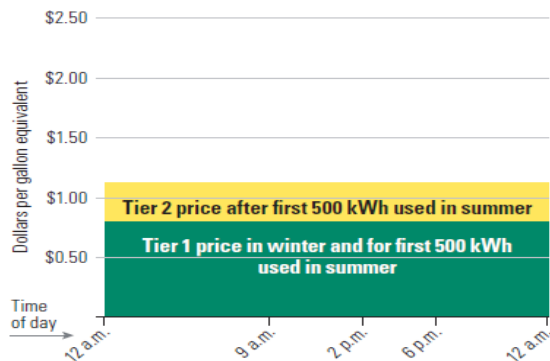 $2.50
$2.00
$1.50
$1.00
$0.50
Dollars per gallon equivalent
Tier 2 price after first 500 kWh used in summer
Tier 1 price in winter and for first 500 kWh
used in summer
Time
of day
12 a.m.
9 a.m.
2 p.m.
6 p.m.
12 a.m.